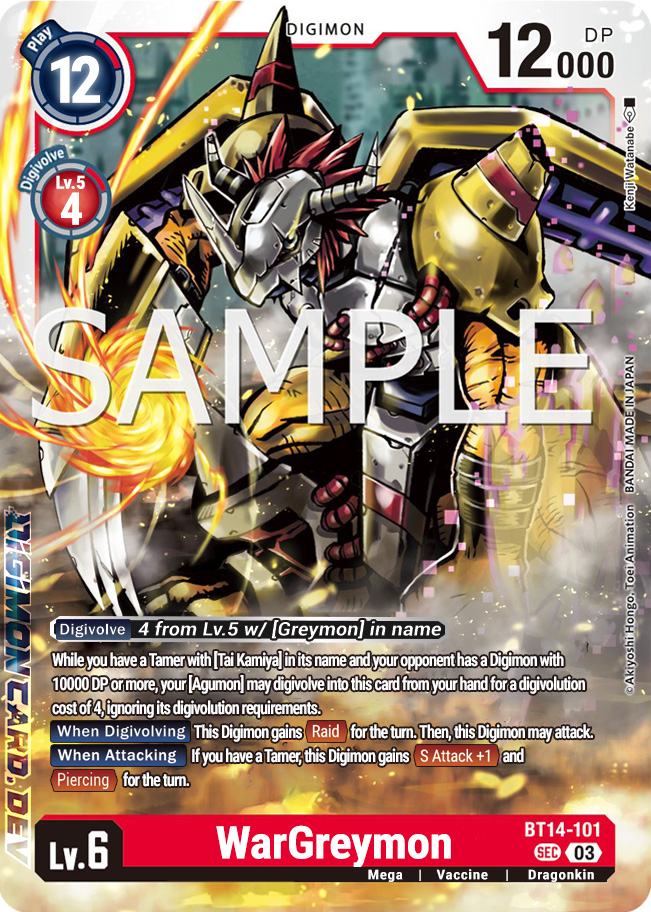 Play
12
DIGIMON
12000
DP
Digivolve
Lv.5
4
Kenji Watanabe
SAMPLE
©Akiyoshi Hongo, Toei Animation BANDAI MADE IN JAPAN
DIGIMON CARD.DEV
Digivolve 4 from Lv.5 w/ [Greymon] in name
While you have a Tamer with [Tai Kamiya] in its name and your opponent has a Digimon with
10000 DP or more, your [Agumon] may digivolve into this card from your hand for a digivolution
cost of 4, ignoring its digivolution requirements.
When Digivolving This Digimon gains Raid for the turn. Then, this Digimon may attack.
When Attacking If you have a Tamer, this Digimon gains S Attack +1 and
Piercing for the turn.
Lv.6
WarGreymon
BT14-101
SEC 03
Mega | Vaccine | Dragonkin